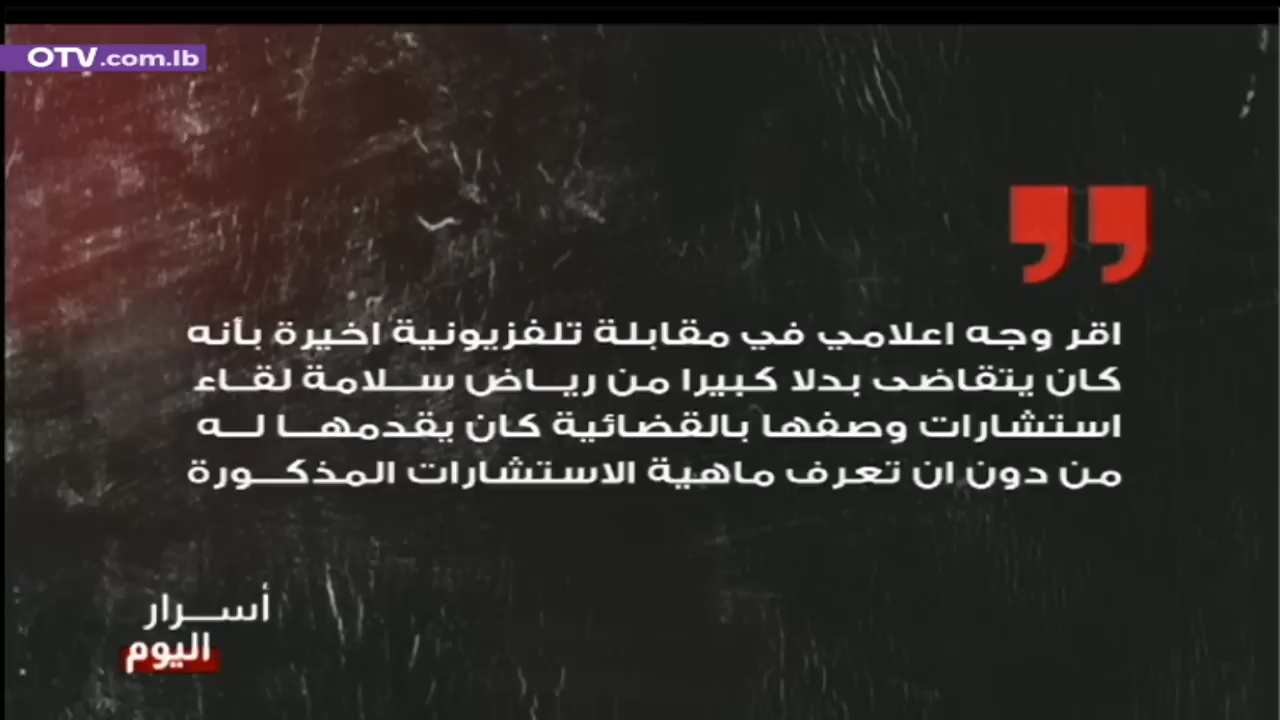 OTV.com.lb
اقر وجه اعلامي في مقابلة تلفزيونية اخيرة بأنه
كان يتقاضى بدلا كبيرا من رياض سلامة لقاء
استشارات وصفها بالقضائية كان يقدمها له
من دون ان تعرف ماهية الاستشارات المذكورة
أسرار
اليوم